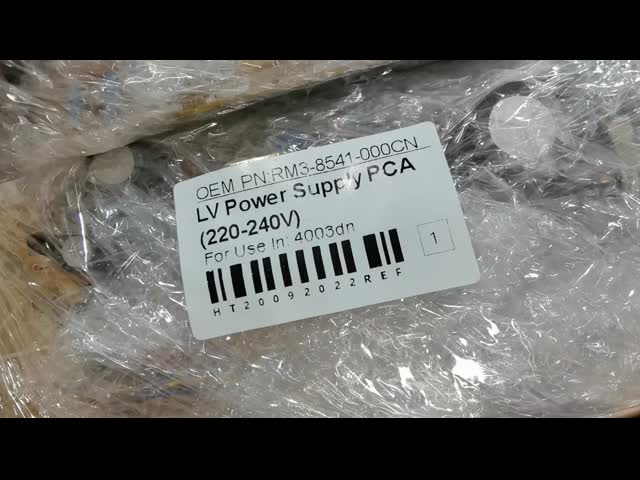 OEM PN:RM3-8541-000CN
LV Power Supply PCA
(220-240V)
For Use In: 4003dn
1
HT20092022REF